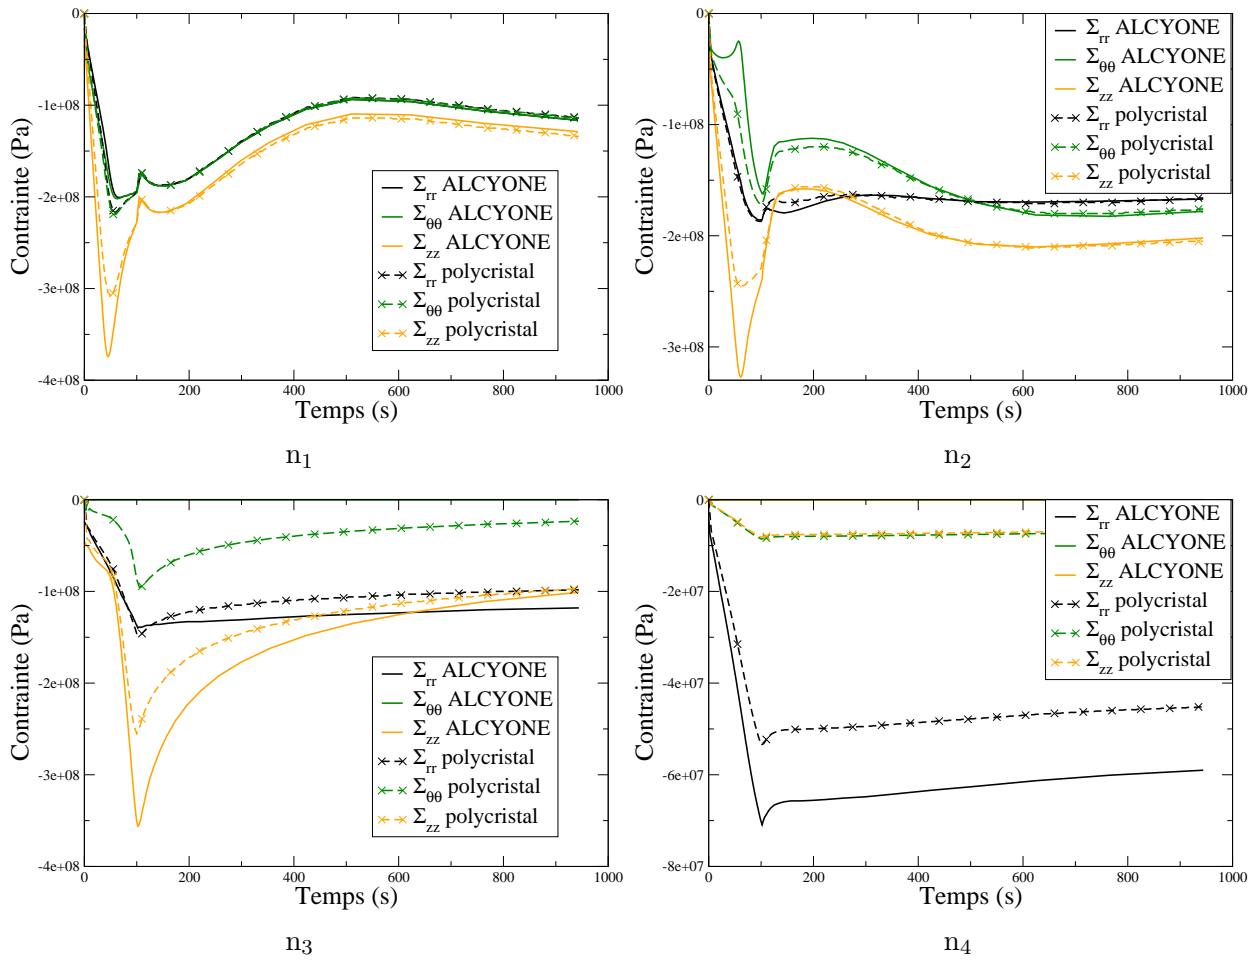 0
-1e+08
-2e+08
-3e+08
-4e+08
Contrainte (Pa)
0 200 400 600 800 1000
Temps (s)
Σrr ALCYONE
Σθθ ALCYONE
Σzz ALCYONE
Σrr polycristal
Σθθ polycristal
Σzz polycristal
n1
0
-1e+08
-2e+08
-3e+08
Contrainte (Pa)
0 200 400 600 800 1000
Temps (s)
Σrr ALCYONE
Σθθ ALCYONE
Σzz ALCYONE
Σrr polycristal
Σθθ polycristal
Σzz polycristal
n2
0
-1e+08
-2e+08
-3e+08
-4e+08
Contrainte (Pa)
0 200 400 600 800 1000
Temps (s)
Σrr ALCYONE
Σθθ ALCYONE
Σzz ALCYONE
Σrr polycristal
Σθθ polycristal
Σzz polycristal
n3
0
-2e+07
-4e+07
-6e+07
-8e+07
Contrainte (Pa)
0 200 400 600 800 1000
Temps (s)
Σrr ALCYONE
Σθθ ALCYONE
Σzz ALCYONE
Σrr polycristal
Σθθ polycristal
Σzz polycristal
n4